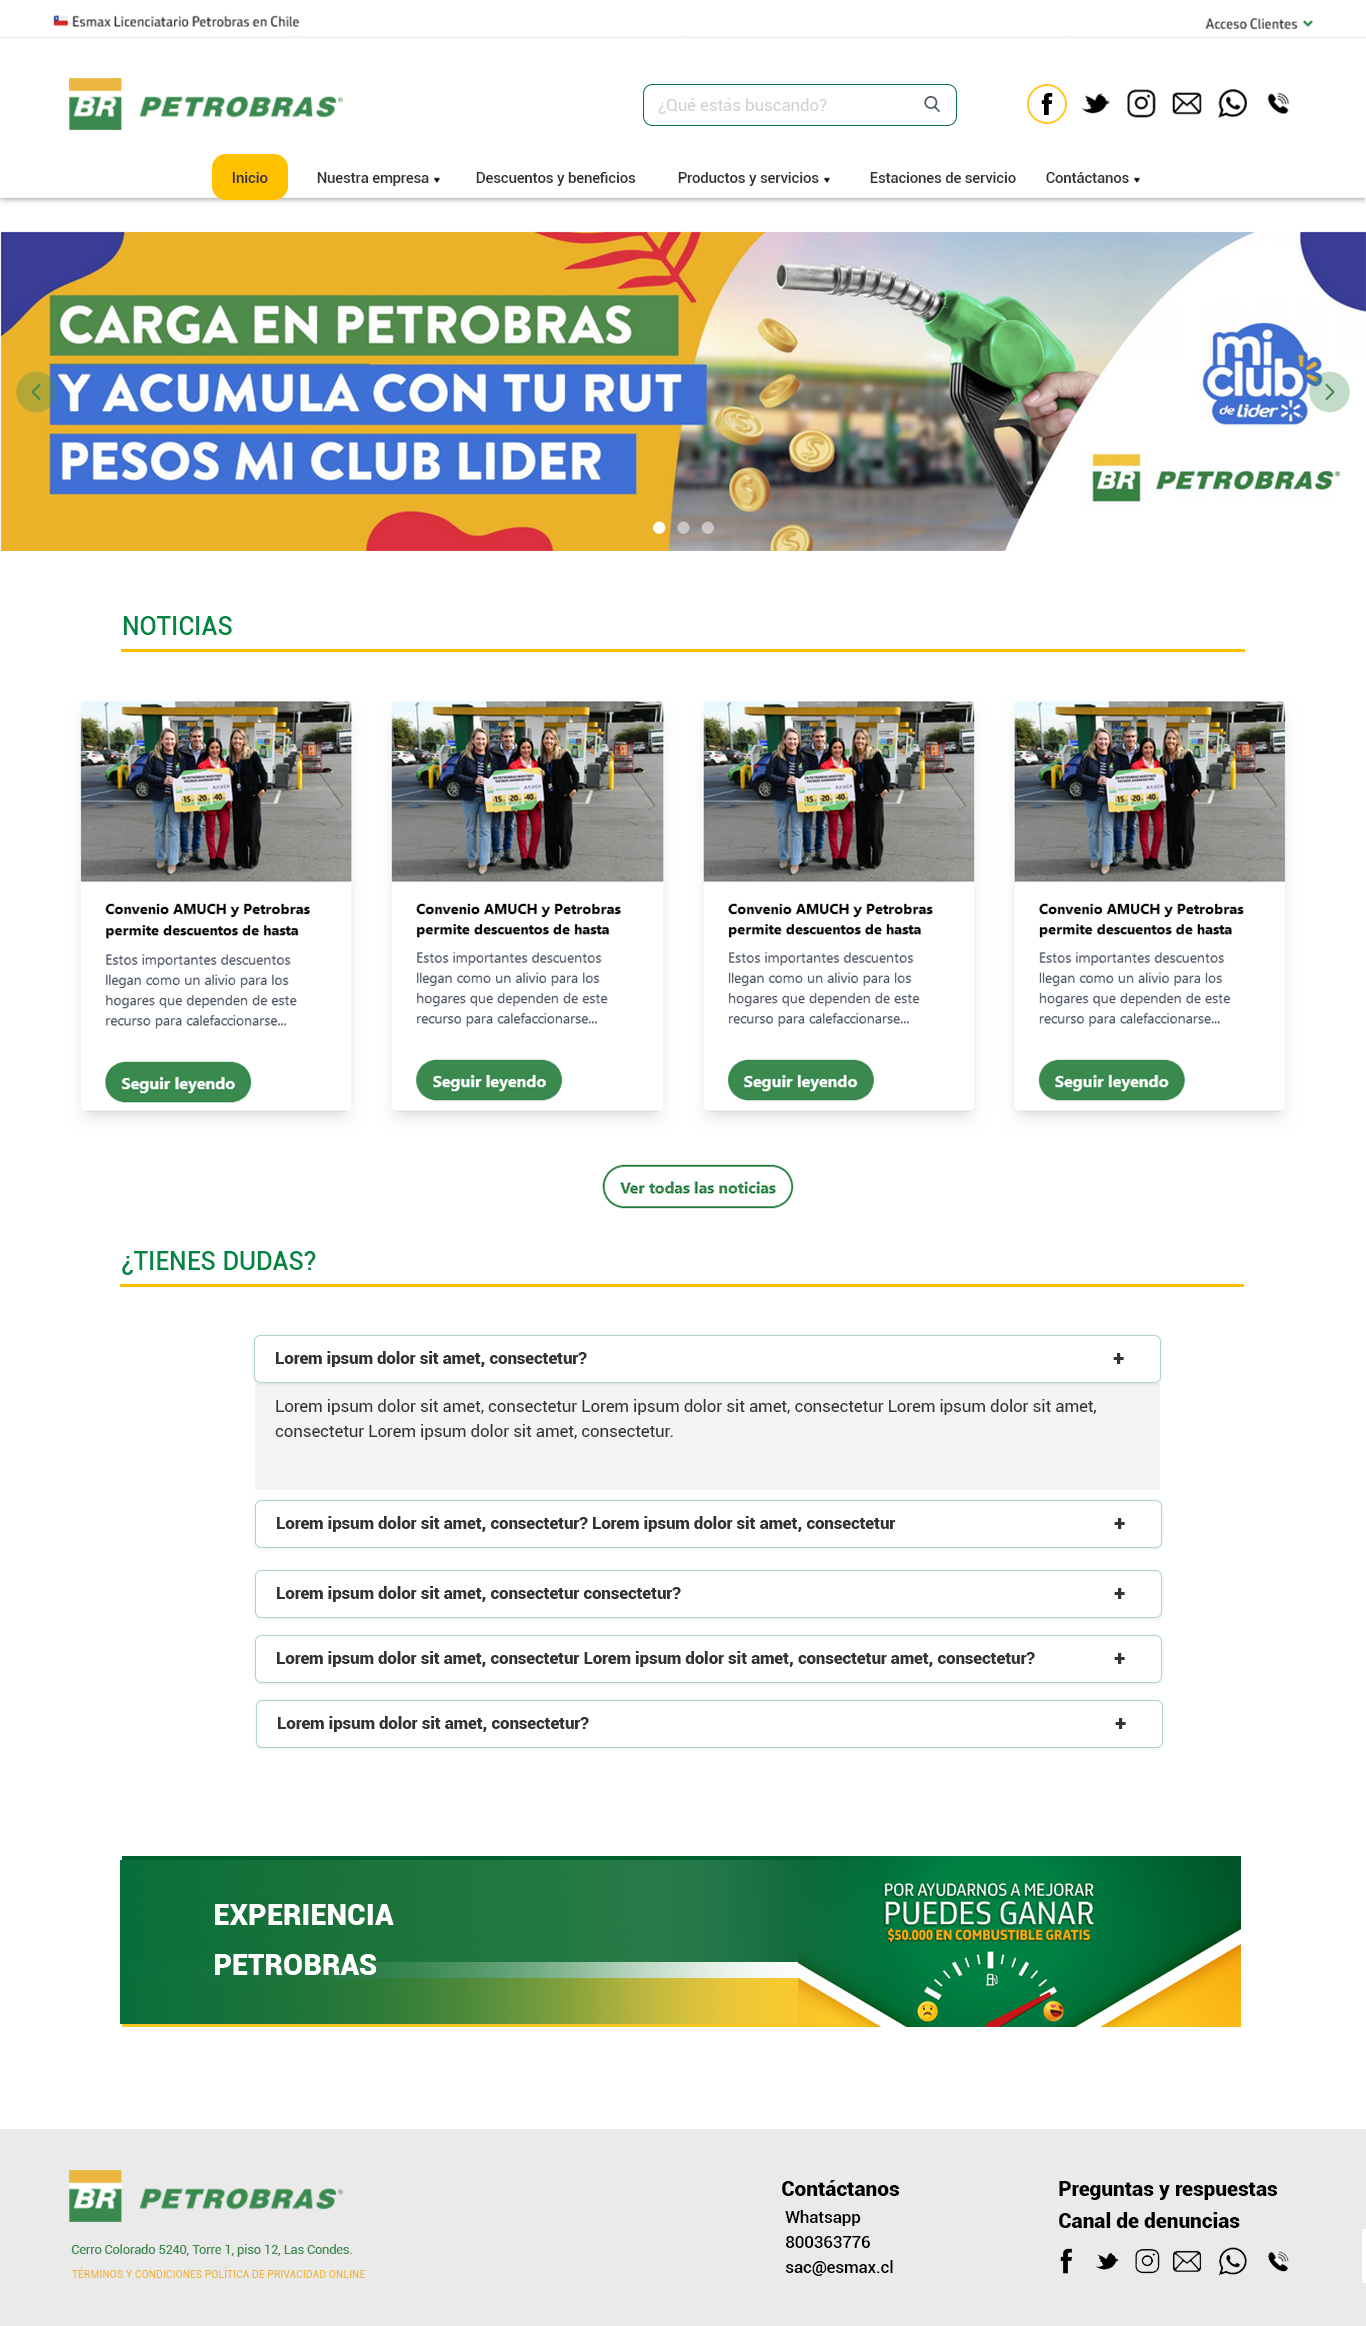 Esmax Licenciatario Petrobras en Chile
Acceso Clientes
BR PETROBRAS
¿Qué estás buscando?
Inicio
Nuestra empresa
Descuentos y beneficios
Productos y servicios
Estaciones de servicio
Contáctanos
CARGA EN PETROBRAS
Y ACUMULA CON TU RUT
PESOS MI CLUB LIDER
mi
club
de lider
BR PETROBRAS
NOTICIAS
Convenio AMUCH y Petrobras
permite descuentos de hasta
Estos importantes descuentos
llegan como un alivio para los
hogares que dependen de este
recurso para calefaccionarse...
Seguir leyendo
Convenio AMUCH y Petrobras
permite descuentos de hasta
Estos importantes descuentos
llegan como un alivio para los
hogares que dependen de este
recurso para calefaccionarse...
Seguir leyendo
Convenio AMUCH y Petrobras
permite descuentos de hasta
Estos importantes descuentos
llegan como un alivio para los
hogares que dependen de este
recurso para calefaccionarse...
Seguir leyendo
Convenio AMUCH y Petrobras
permite descuentos de hasta
Estos importantes descuentos
llegan como un alivio para los
hogares que dependen de este
recurso para calefaccionarse...
Seguir leyendo
Ver todas las noticias
¿TIENES DUDAS?
Lorem ipsum dolor sit amet, consectetur? +
Lorem ipsum dolor sit amet, consectetur Lorem ipsum dolor sit amet, consectetur Lorem ipsum dolor sit amet,
consectetur Lorem ipsum dolor sit amet, consectetur.
Lorem ipsum dolor sit amet, consectetur? Lorem ipsum dolor sit amet, consectetur +
Lorem ipsum dolor sit amet, consectetur consectetur? +
Lorem ipsum dolor sit amet, consectetur Lorem ipsum dolor sit amet, consectetur amet, consectetur? +
Lorem ipsum dolor sit amet, consectetur? +
EXPERIENCIA
PETROBRAS
POR AYUDARNOS A MEJORAR
PUEDES GANAR
$50.000 EN COMBUSTIBLE GRATIS
BR PETROBRAS
Cerro Colorado 5240, Torre 1, piso 12, Las Condes.
TÉRMINOS Y CONDICIONES POLÍTICA DE PRIVACIDAD ONLINE
Contáctanos
Whatsapp
800363776
sac@esmax.cl
Preguntas y respuestas
Canal de denuncias